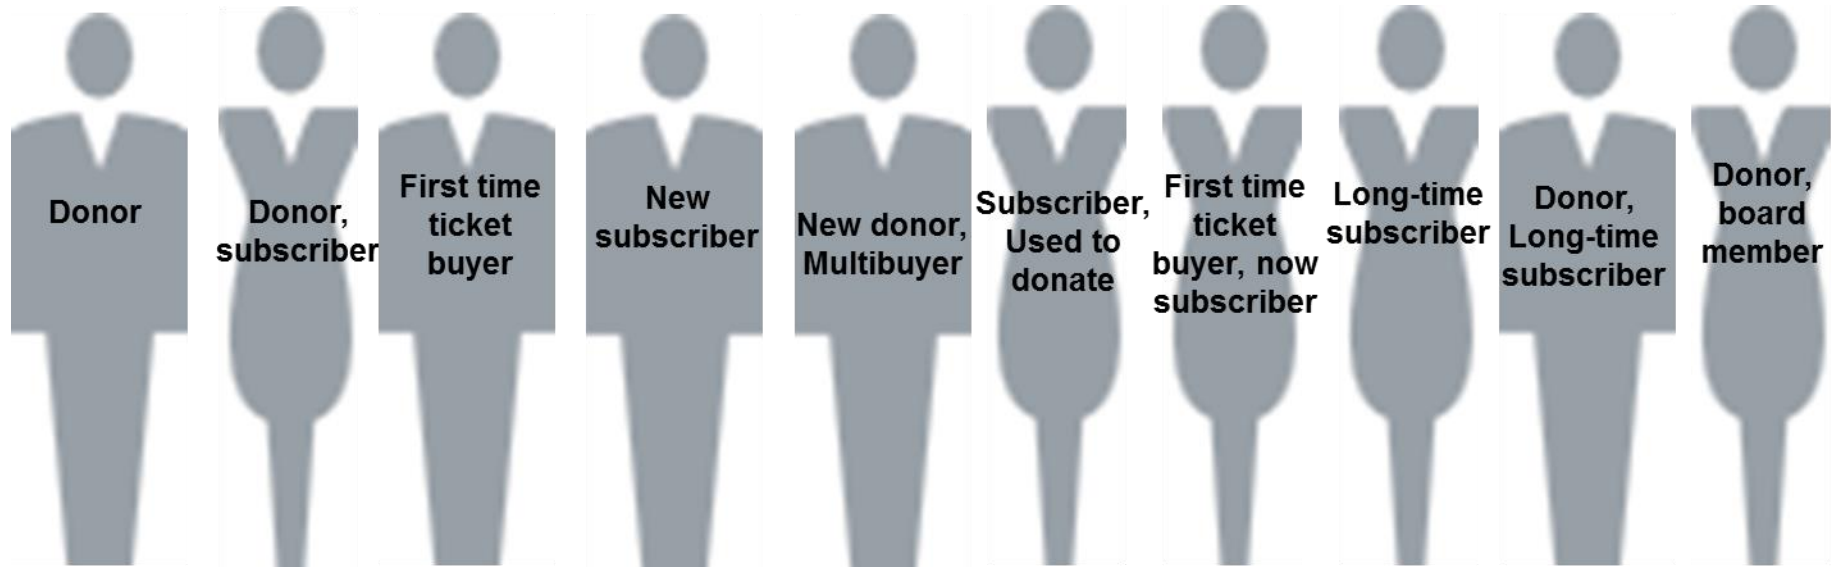 Donor
Donor,
subscriber
First time
ticket
buyer
New
subscriber
New donor,
Multibuyer
Subscriber,
Used to
donate
First time
ticket
buyer, now
subscriber
Long-time
subscriber
Donor,
Long-time
subscriber
Donor,
board
member